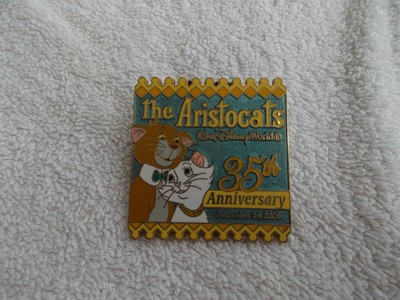 the Aristocats
Walt Disney World®
35th
Anniversary